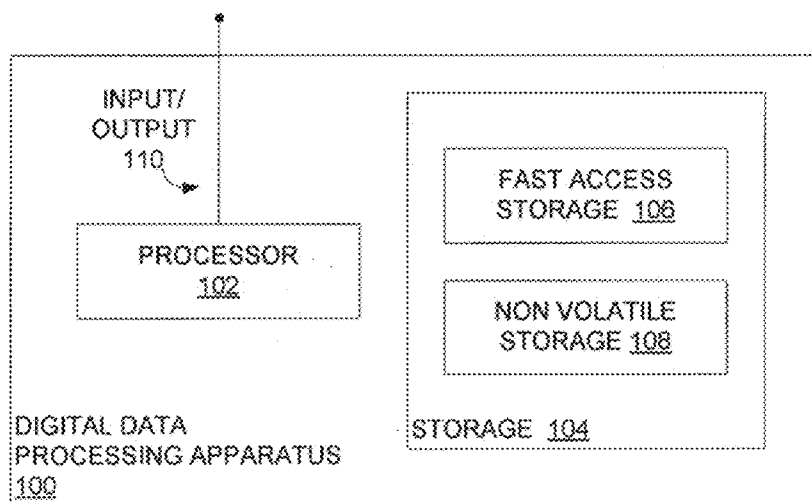 INPUT/
OUTPUT
110
PROCESSOR
102
FAST ACCESS
STORAGE 106
NON VOLATILE
STORAGE 108
STORAGE 104
DIGITAL DATA
PROCESSING APPARATUS
100